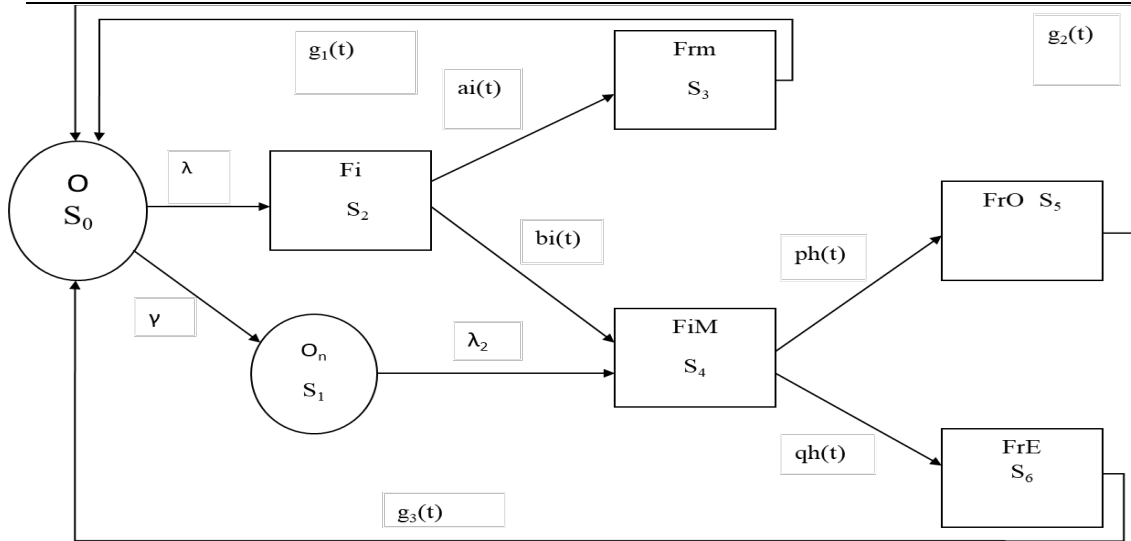 g₁(t)
g₂(t)
Frm
S₃
ai(t)
λ
O
S₀
Fi
S₂
FrO S₅
bi(t)
ph(t)
γ
Oₙ
S₁
λ₂
FiM
S₄
qh(t)
FrE
S₆
g₃(t)